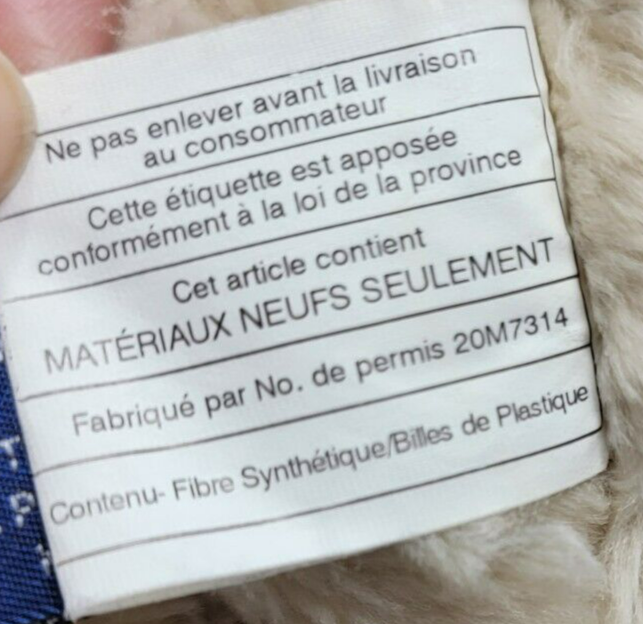 Ne pas enlever avant la livraison
au consommateur
Cette étiquette est apposée
conformément à la loi de la province
Cet article contient
MATÉRIAUX NEUFS SEULEMENT
Fabriqué par No. de permis 20M7314
Contenu- Fibre Synthétique/Billes de Plastique